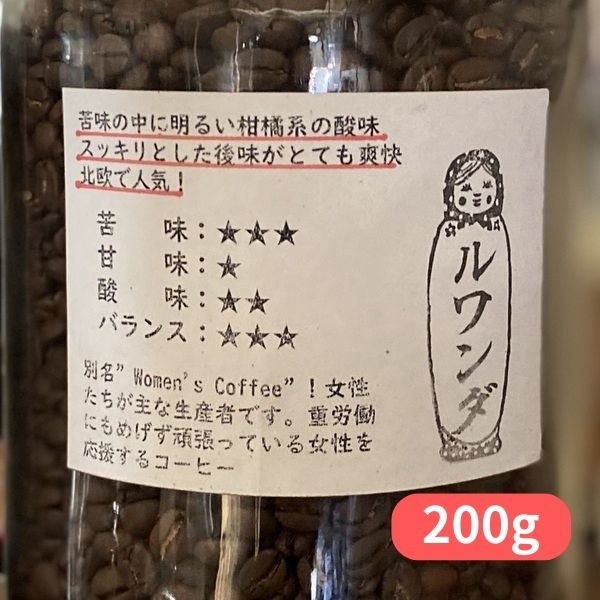 苦味の中に明るい柑橘系の酸味
スッキリとした後味がとても爽快
北欧で人気！
苦味：★★★
甘味：★
酸味：★★
バランス：★★★
別名"Women's Coffee"！女性
たちが主な生産者です。重労働
にもめげず頑張っている女性を
応援するコーヒー
ルワンダ
200g